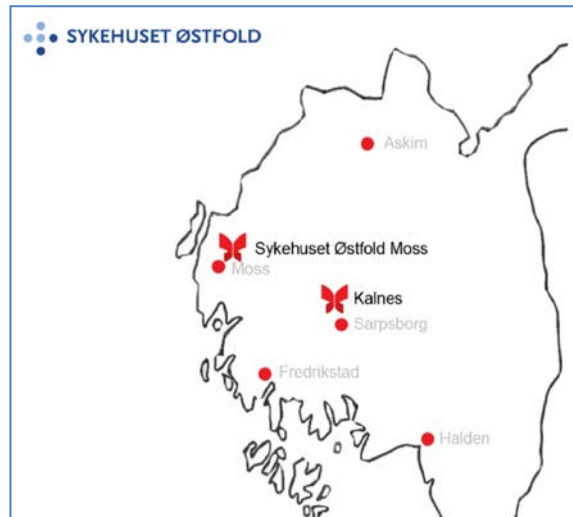 SYKEHUSET ØSTFOLD
Askim
Sykehuset Østfold Moss
Moss
Kalnes
Sarpsborg
Fredrikstad
Halden